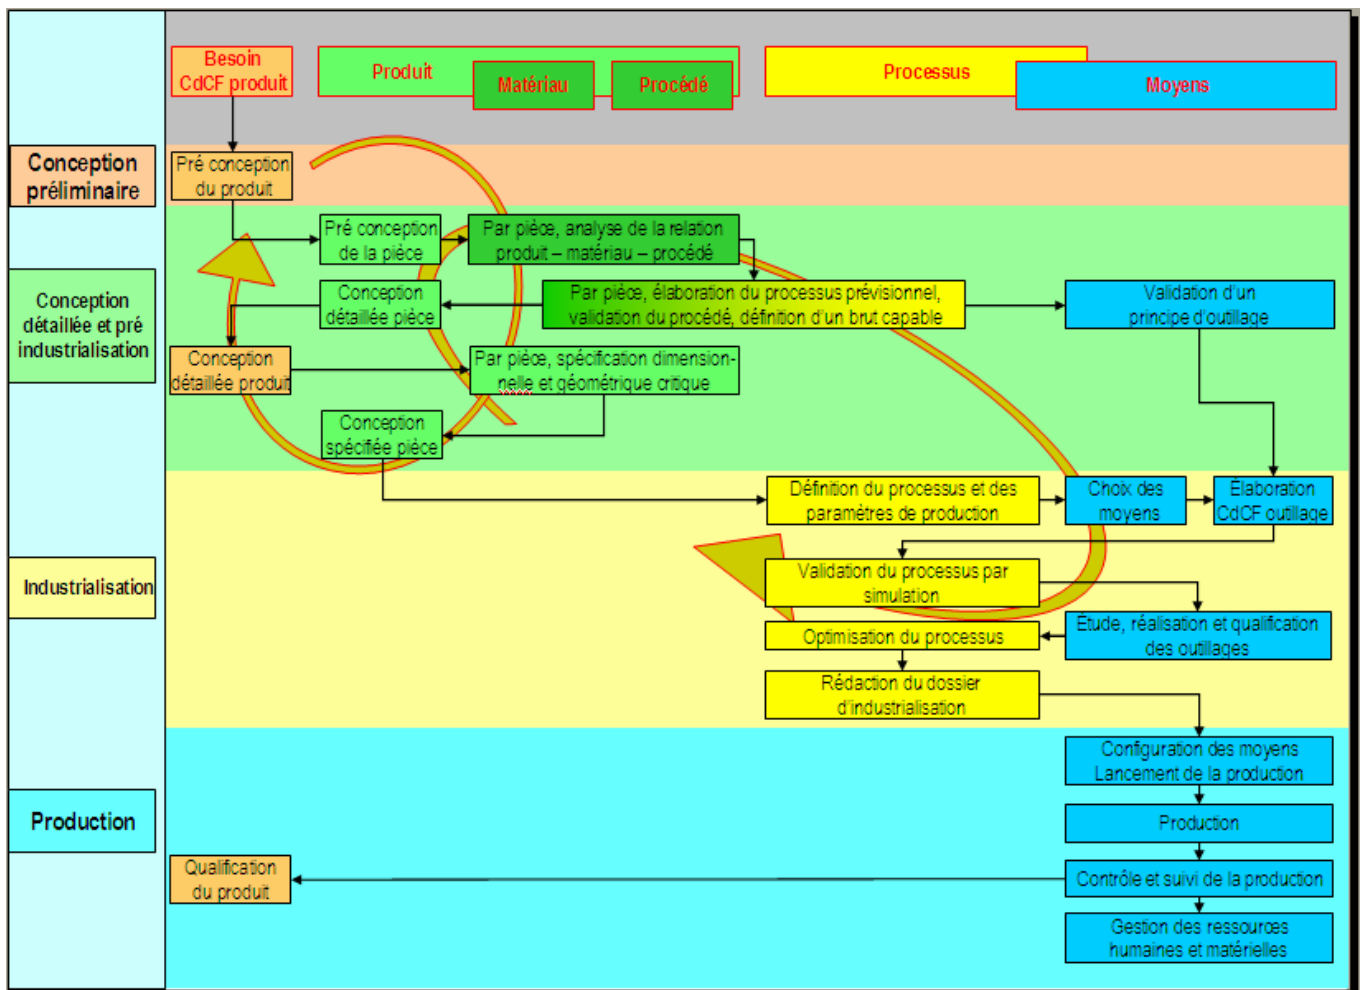 Besoin
CdCF produit
Produit
Matériau
Procédé
Processus
Moyens
Conception
préliminaire
Pré conception
du produit
Pré conception
de la pièce
Par pièce, analyse de la relation
produit – matériau – procédé
Conception
détaillée et pré
industrialisation
Conception
détaillée pièce
Par pièce, élaboration du processus prévisionnel,
validation du procédé, définition d'un brut capable
Validation d'un
principe d'outillage
Conception
détaillée produit
Par pièce, spécification dimension-
nelle et géométrique critique
Conception
spécifiée pièce
Définition du processus et des
paramètres de production
Choix des
moyens
Élaboration
CdCF outillage
Industrialisation
Validation du processus par
simulation
Étude, réalisation et qualification
des outillages
Optimisation du processus
Rédaction du dossier
d'industrialisation
Configuration des moyens
Lancement de la production
Production
Production
Qualification
du produit
Contrôle et suivi de la production
Gestion des ressources
humaines et matérielles